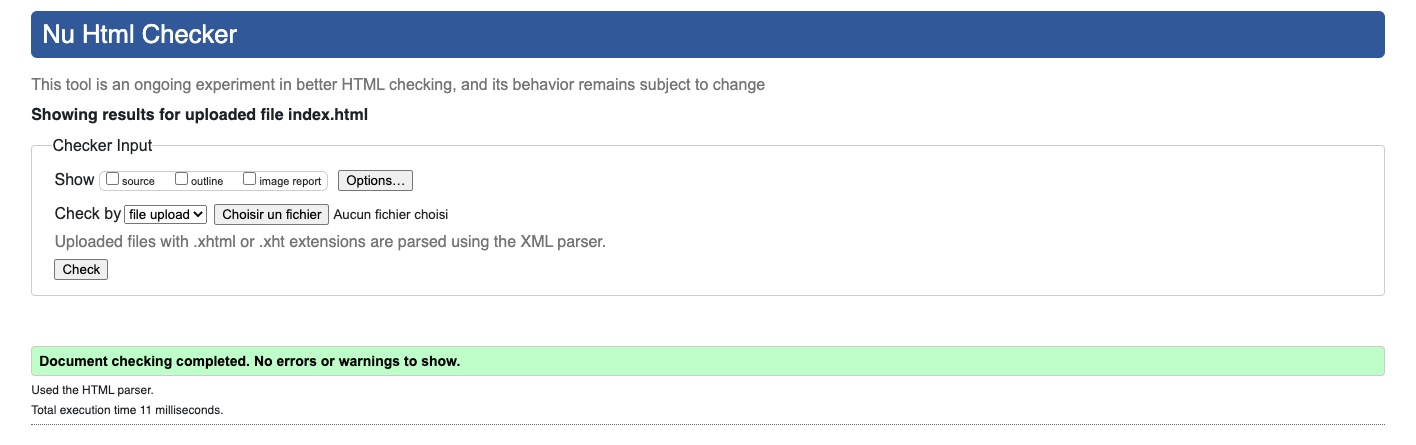 Nu Html Checker
This tool is an ongoing experiment in better HTML checking, and its behavior remains subject to change
Showing results for uploaded file index.html
Checker Input
Show source outline image report Options...
Check by file upload Choisir un fichier Aucun fichier choisi
Uploaded files with .xhtml or .xht extensions are parsed using the XML parser.
Check
Document checking completed. No errors or warnings to show.
Used the HTML parser.
Total execution time 11 milliseconds.